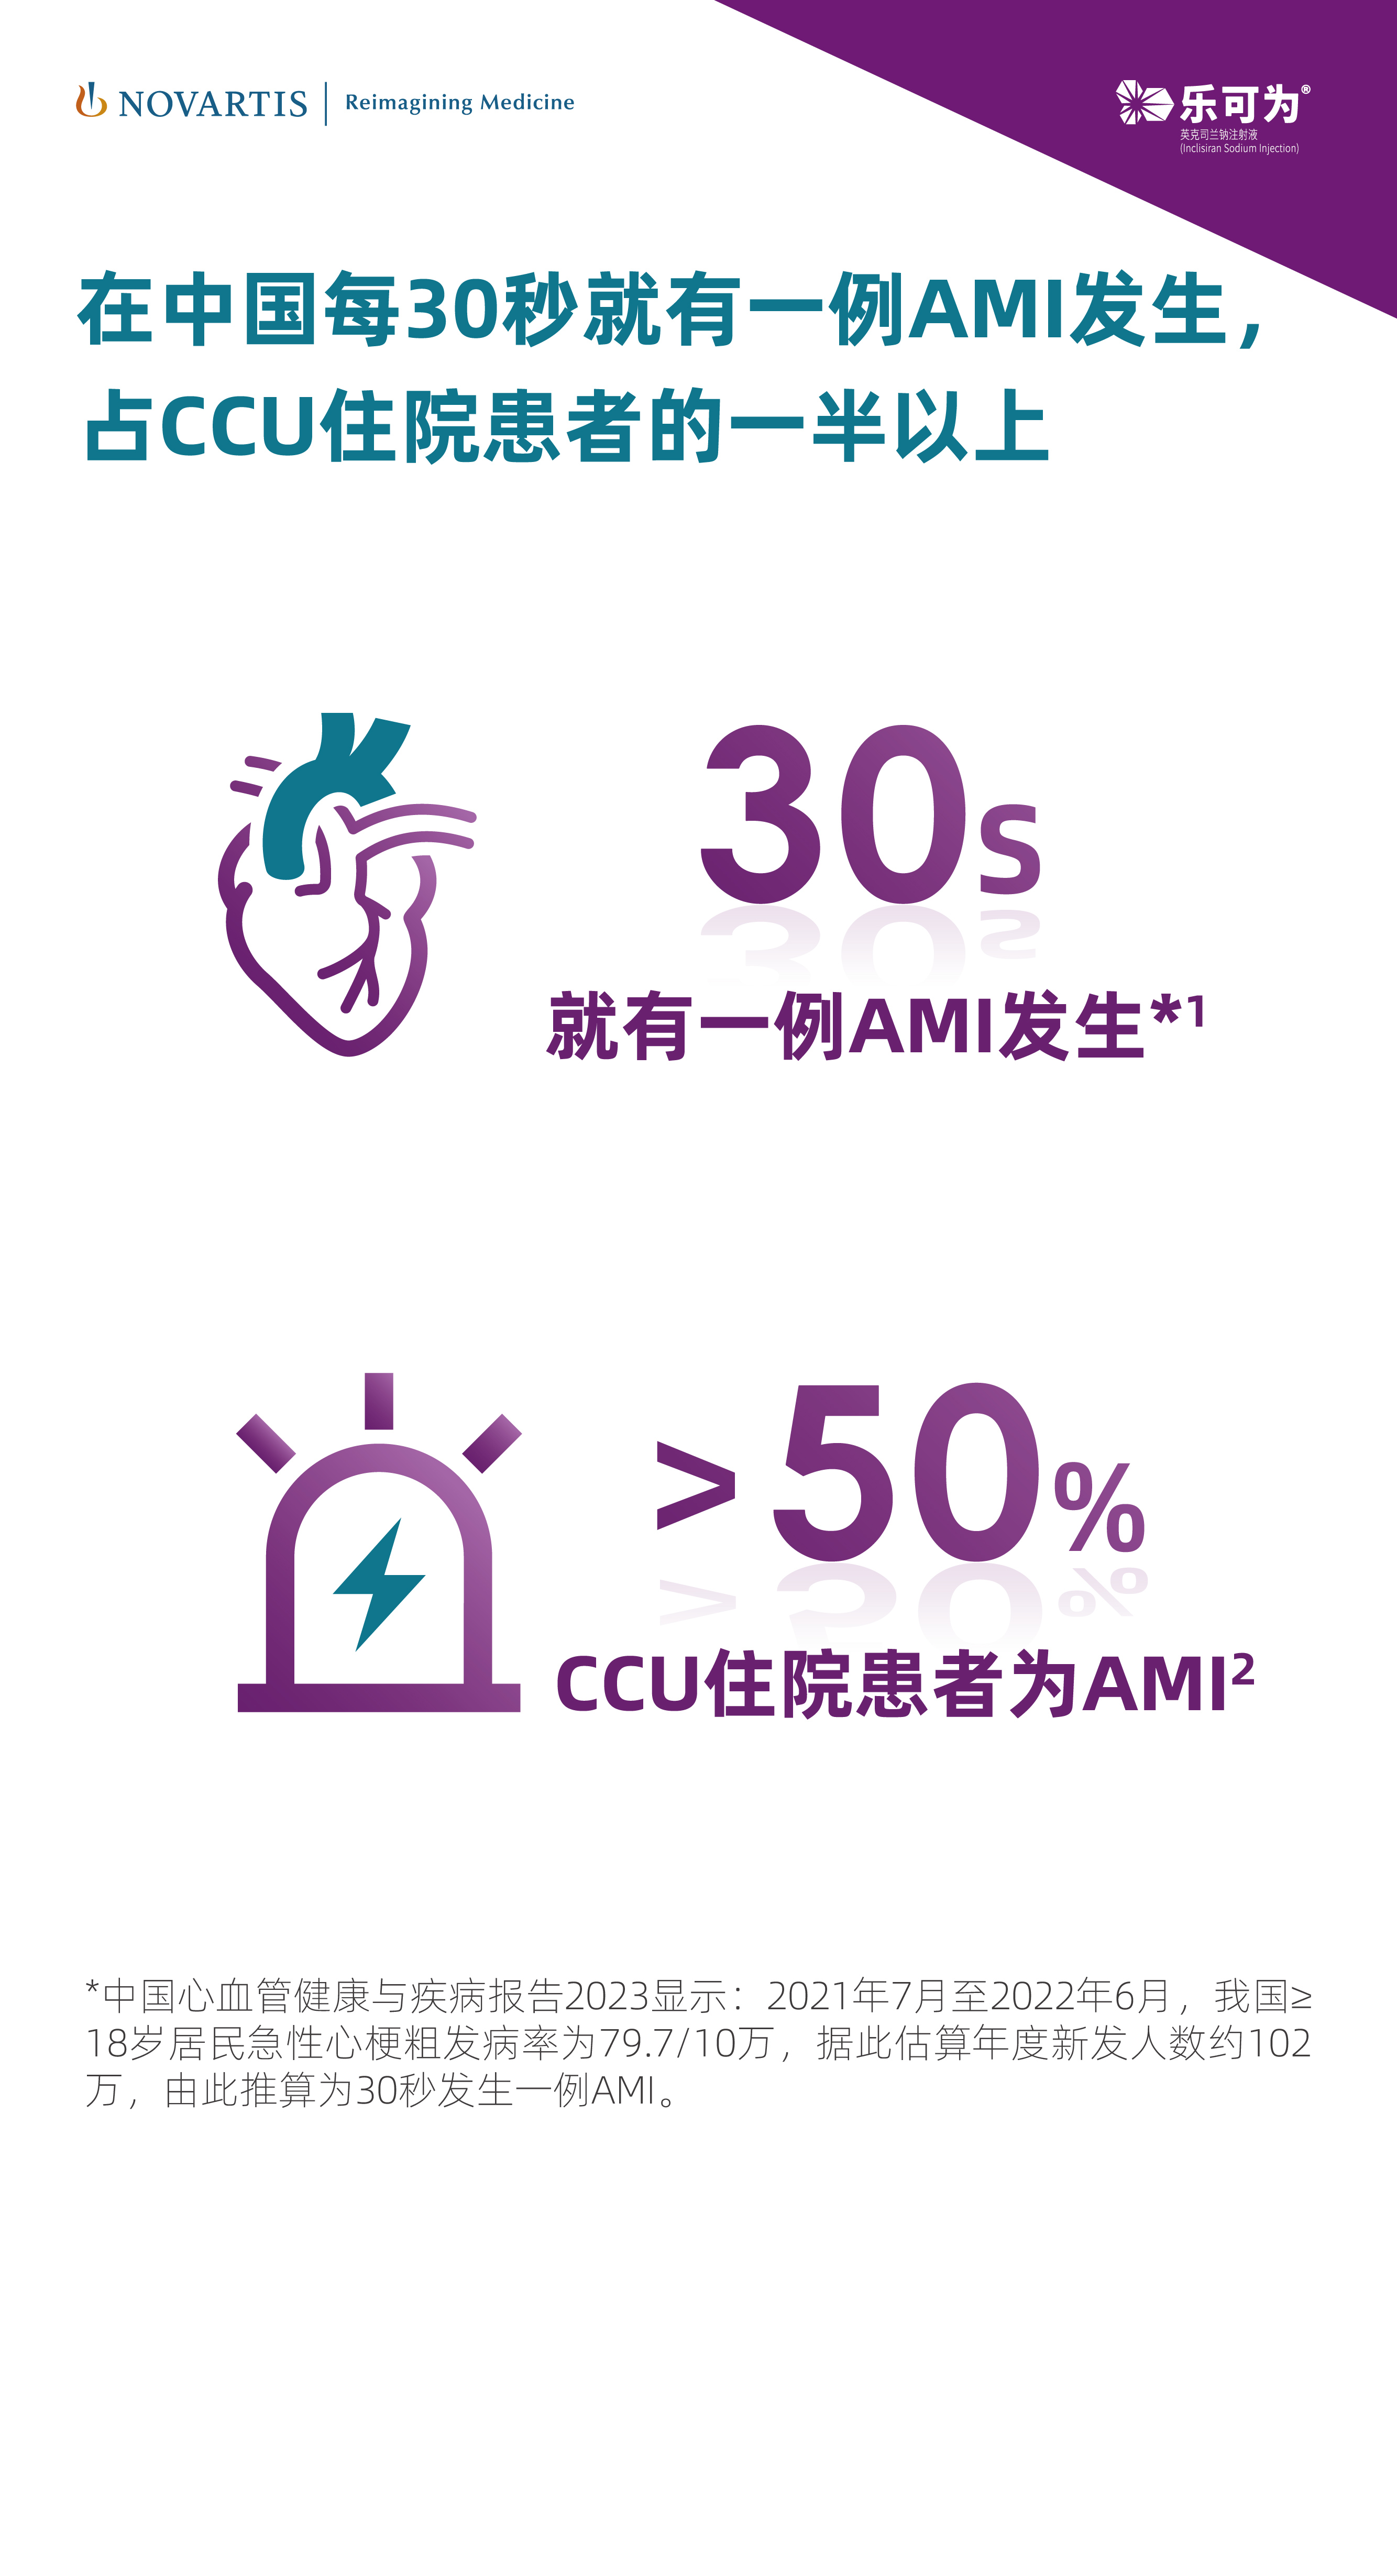 NOVARTIS | Reimagining Medicine
乐可为®
英克司兰钠注射液
(Inclisiran Sodium Injection)
在中国每30秒就有一例AMI发生，
占CCU住院患者的一半以上
30s
就有一例AMI发生*1
>50%
CCU住院患者为AMI2
*中国心血管健康与疾病报告2023显示：2021年7月至2022年6月，我国≥
18岁居民急性心梗粗发病率为79.7/10万，据此估算年度新发人数约102
万，由此推算为30秒发生一例AMI。